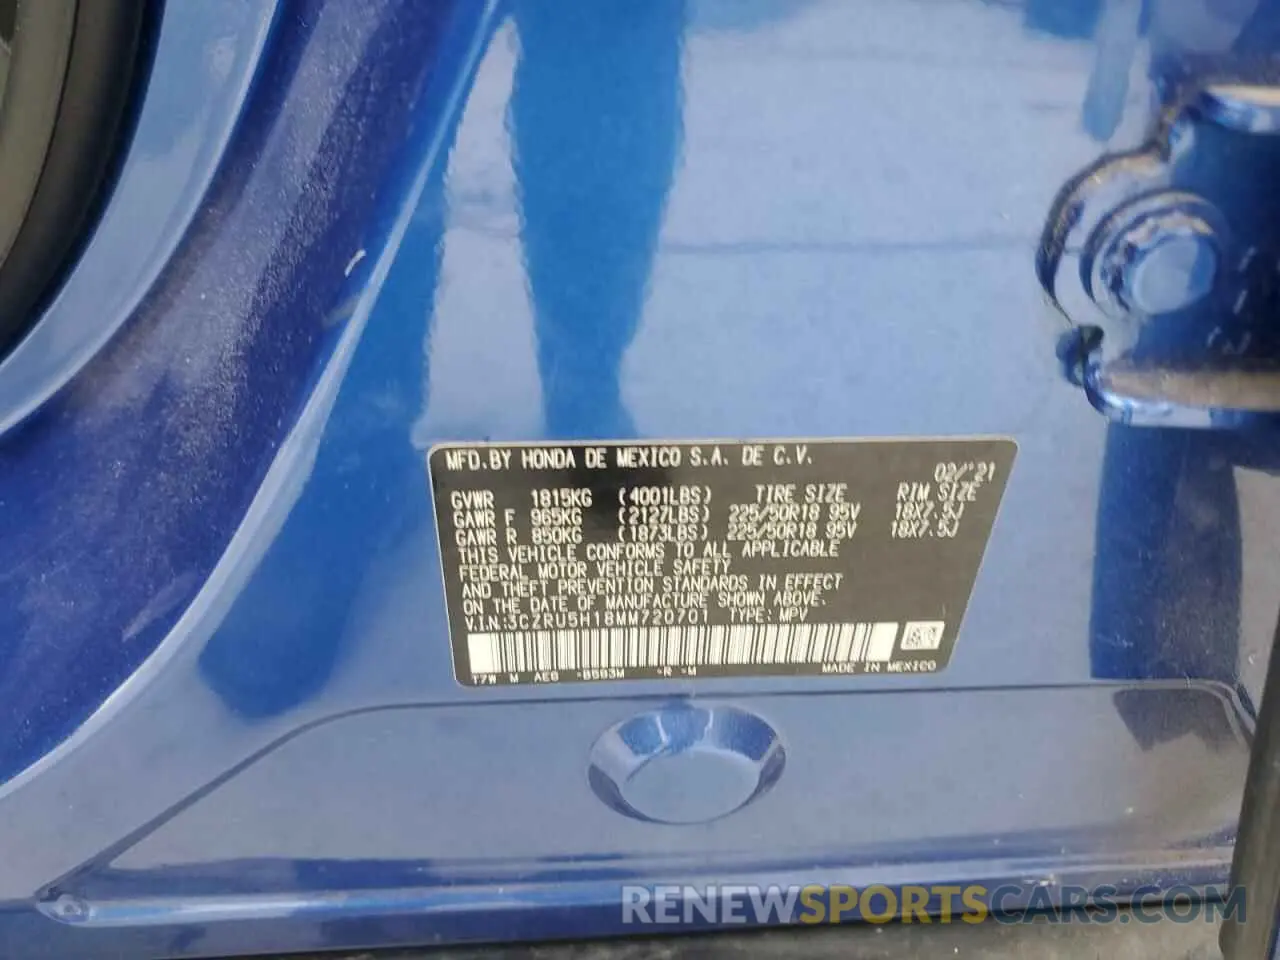 MFD.BY HONDA DE MEXICO S.A. DE C.V.
02/'21
GVWR 1815KG (4001LBS) TIRE SIZE RIM SIZE
GAWR F 965KG (2127LBS) 225/50R18 95V 18X7.5J
GAWR R 850KG (1873LBS) 225/50R18 95V 18X7.5J
THIS VEHICLE CONFORMS TO ALL APPLICABLE
FEDERAL MOTOR VEHICLE SAFETY
AND THEFT PREVENTION STANDARDS IN EFFECT
ON THE DATE OF MANUFACTURE SHOWN ABOVE.
V.I.N:3CZRU5H18MM720701 TYPE: MPV
T7W M AE6 -B593M -R -M MADE IN MEXICO
RENEWSPORTSCARS.COM